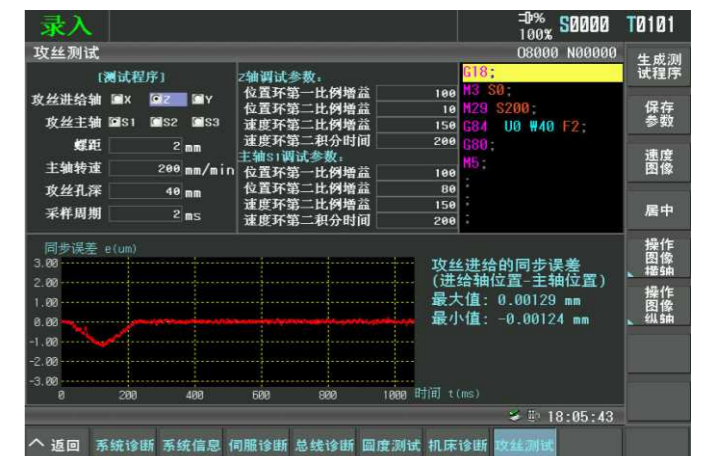 录入
100%
S0000 T0101
攻丝测试
O8000 N00000
[测试程序]
攻丝进给轴 X Z Y
攻丝主轴 S1 S2 S3
螺距 2 mm
主轴转速 200 mm/min
攻丝孔深 40 mm
采样周期 2 ms
Z轴调试参数:
位置环第一比例增益 100
位置环第二比例增益 10
速度环第二比例增益 150
速度环第二积分时间 200
主轴S1调试参数:
位置环第一比例增益 100
位置环第二比例增益 80
速度环第二比例增益 150
速度环第二积分时间 200
G18;
M3 S0;
M29 S200;
G84 U0 W40 F2;
G80;
M5;
;
;
;
生成测
试程序
保存
参数
速度
图像
居中
操作
图像
横轴
操作
图像
纵轴
同步误差 e(um)
3.00
2.00
1.00
0.00
-1.00
-2.00
-3.00
0 200 400 600 800 1000 时间 t(ms)
攻丝进给的同步误差
(进给轴位置-主轴位置)
最大值: 0.00129 mm
最小值: -0.00124 mm
18:05:43
返回 系统诊断 系统信息 伺服诊断 总线诊断 圆度测试 机床诊断 攻丝测试